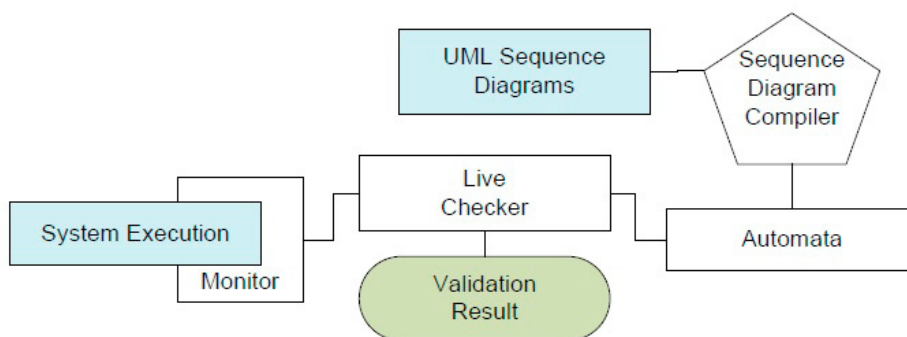 UML Sequence
Diagrams
Sequence
Diagram
Compiler
Live
Checker
System Execution
Monitor
Automata
Validation
Result